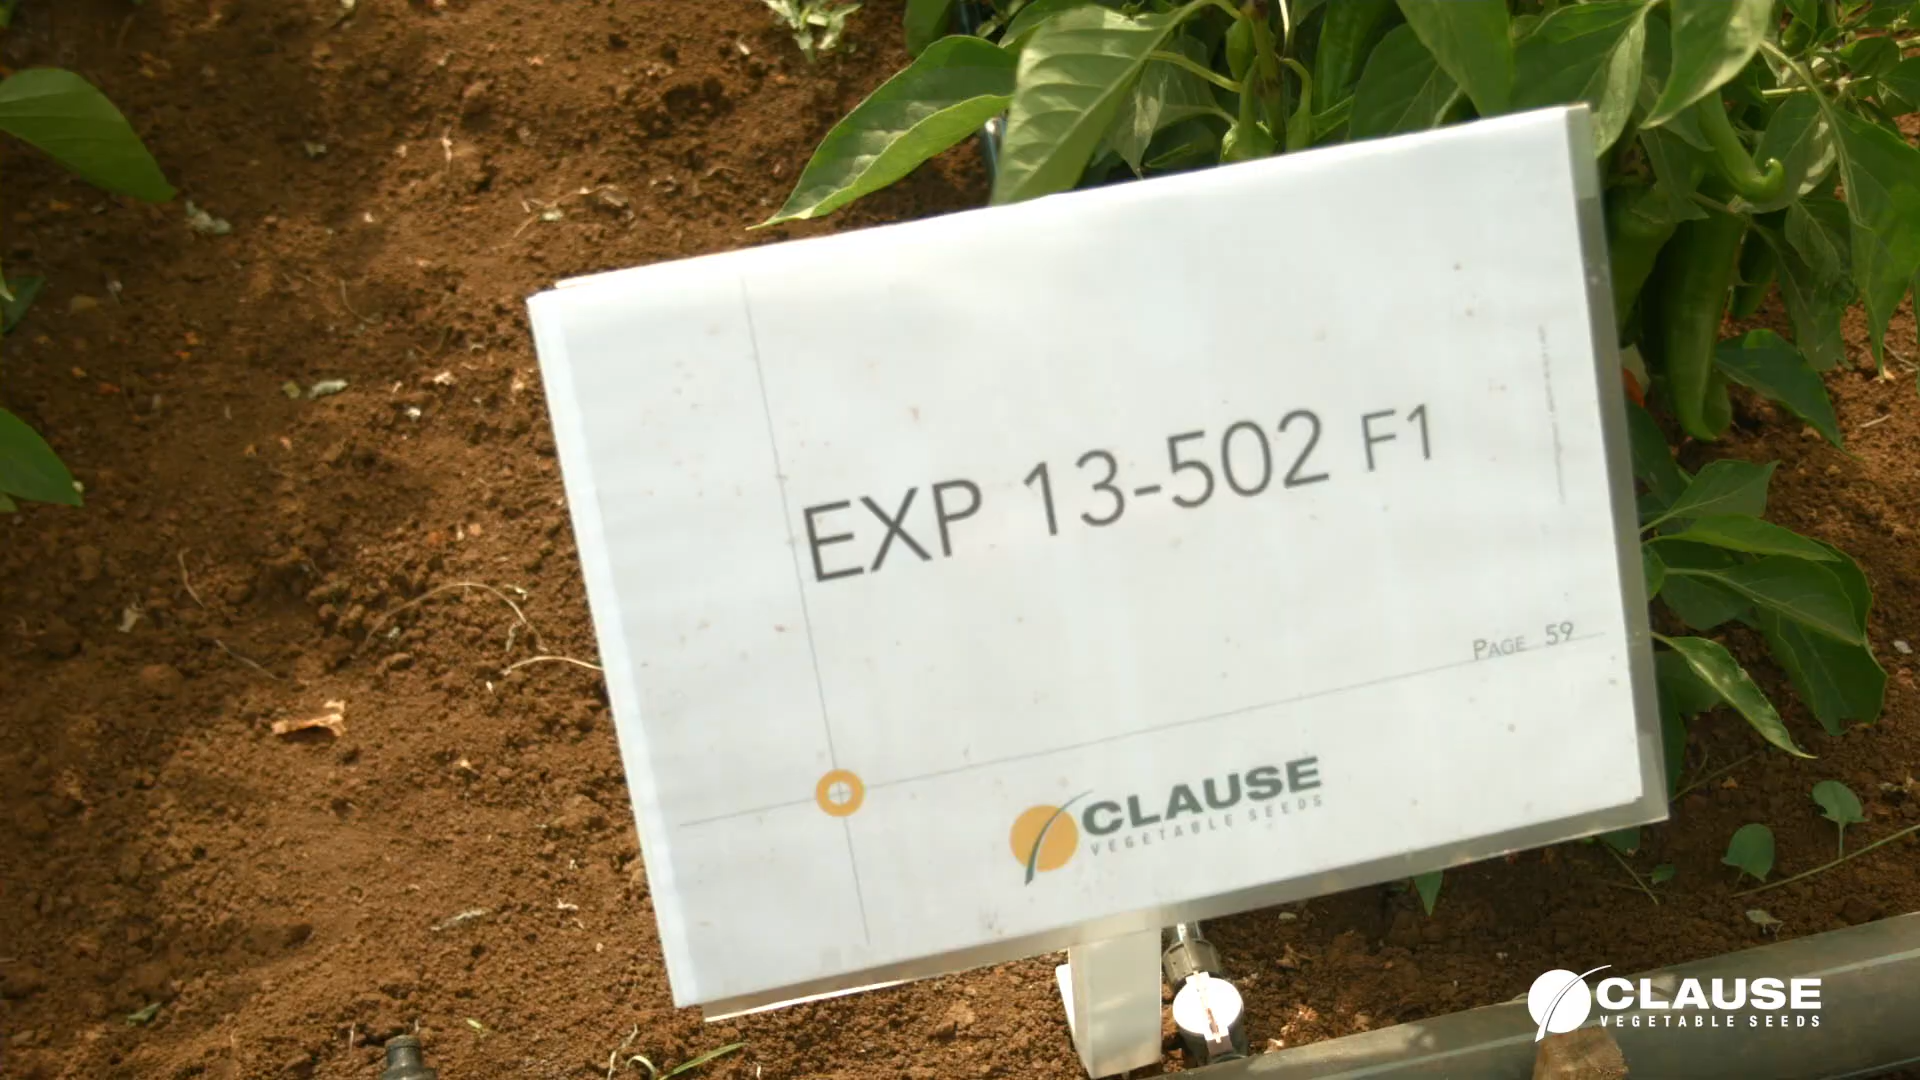 EXP 13-502 F1
PAGE 59
CLAUSE
VEGETABLE SEEDS
CLAUSE
VEGETABLE SEEDS